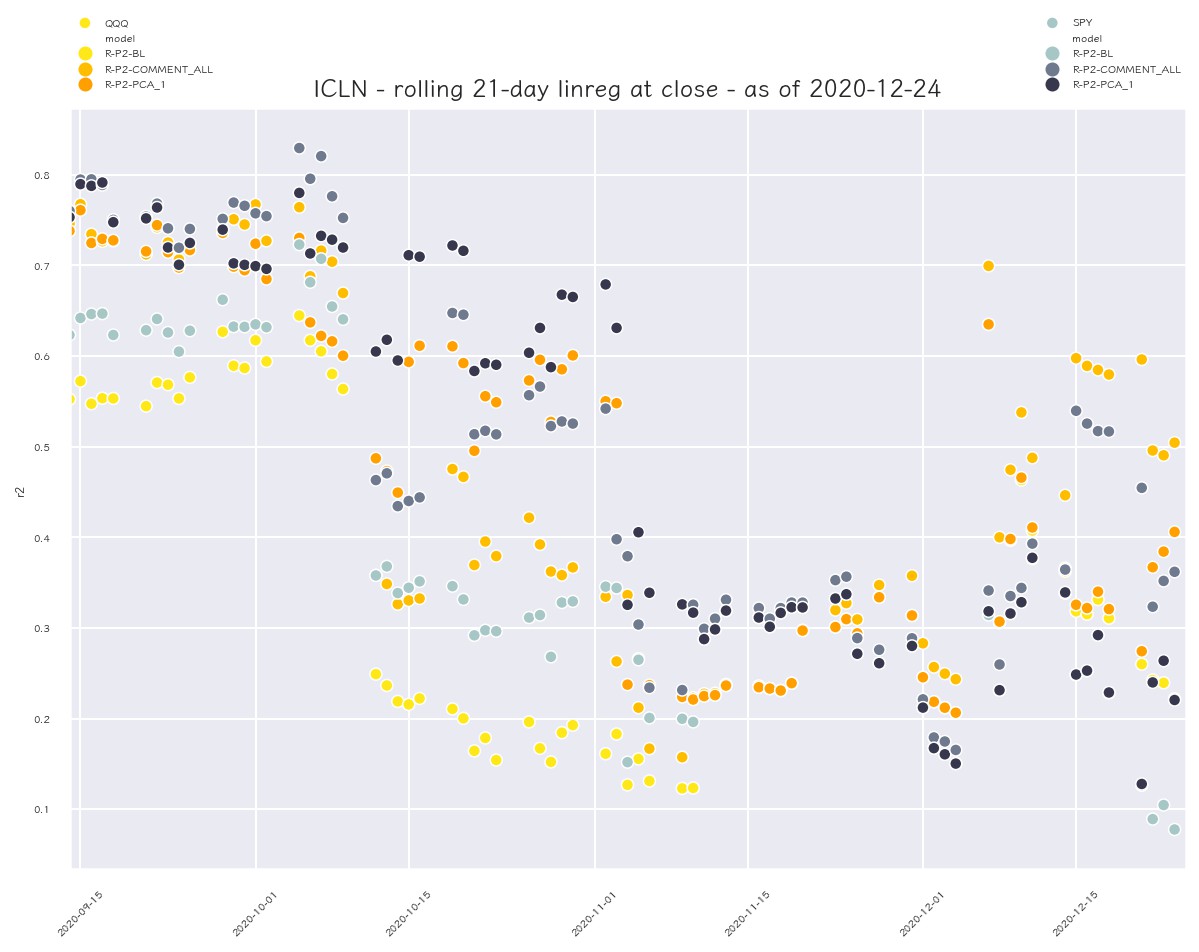 QQQ
model
R-P2-BL
R-P2-COMMENT_ALL
R-P2-PCA_1
SPY
model
R-P2-BL
R-P2-COMMENT_ALL
R-P2-PCA_1
ICLN - rolling 21-day linreg at close - as of 2020-12-24
0.8
0.7
0.6
0.5
r2
0.4
0.3
0.2
0.1
2020-09-15
2020-10-01
2020-10-15
2020-11-01
2020-11-15
2020-12-01
2020-12-15